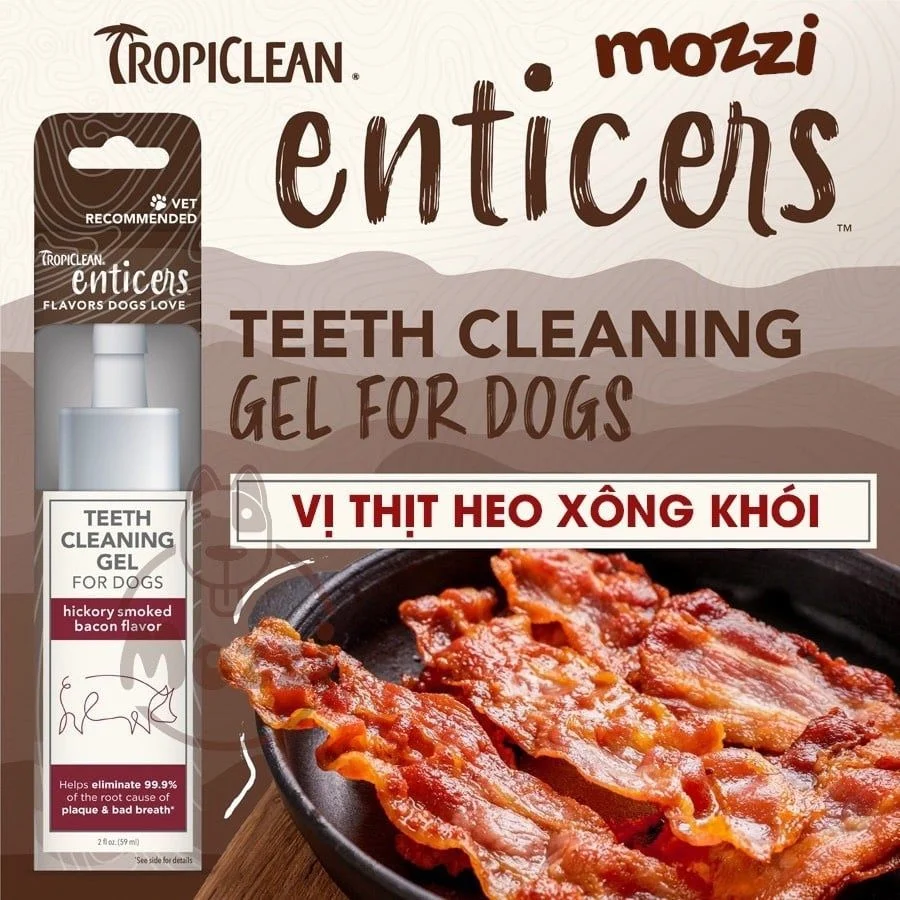 TROPICLEAN®
mozzi
enticers™
VET
RECOMMENDED
TROPICLEAN
enticers
FLAVORS DOGS LOVE
TEETH CLEANING
GEL FOR DOGS
VỊ THỊT HEO XÔNG KHÓI
TEETH
CLEANING
GEL
FOR DOGS
hickory smoked
bacon flavor
Helps eliminate 99.9%
of the root cause of
plaque & bad breath*
2 fl oz. (59 ml)
*See side for details